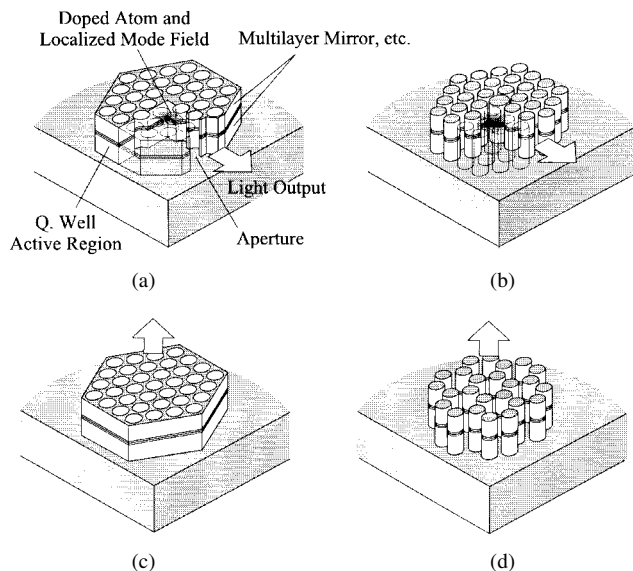 Doped Atom and
Localized Mode Field
Multilayer Mirror, etc.
Light Output
Q. Well
Active Region
Aperture
(a)
(b)
(c)
(d)